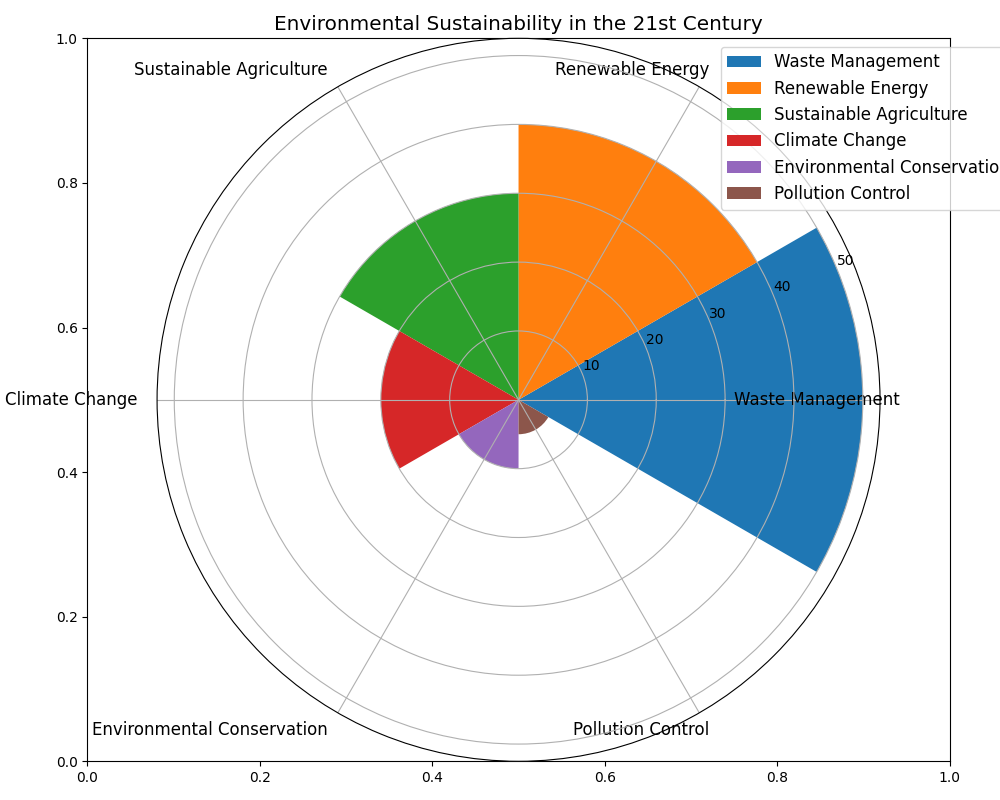 Environmental Sustainability in the 21st Century
1.0
0.8
0.6
0.4
0.2
0.0
0.0
0.2
0.4
0.6
0.8
1.0
Sustainable Agriculture
Renewable Energy
Climate Change
Waste Management
Environmental Conservation
Pollution Control
10
20
30
40
50
Waste Management
Renewable Energy
Sustainable Agriculture
Climate Change
Environmental Conservatio
Pollution Control